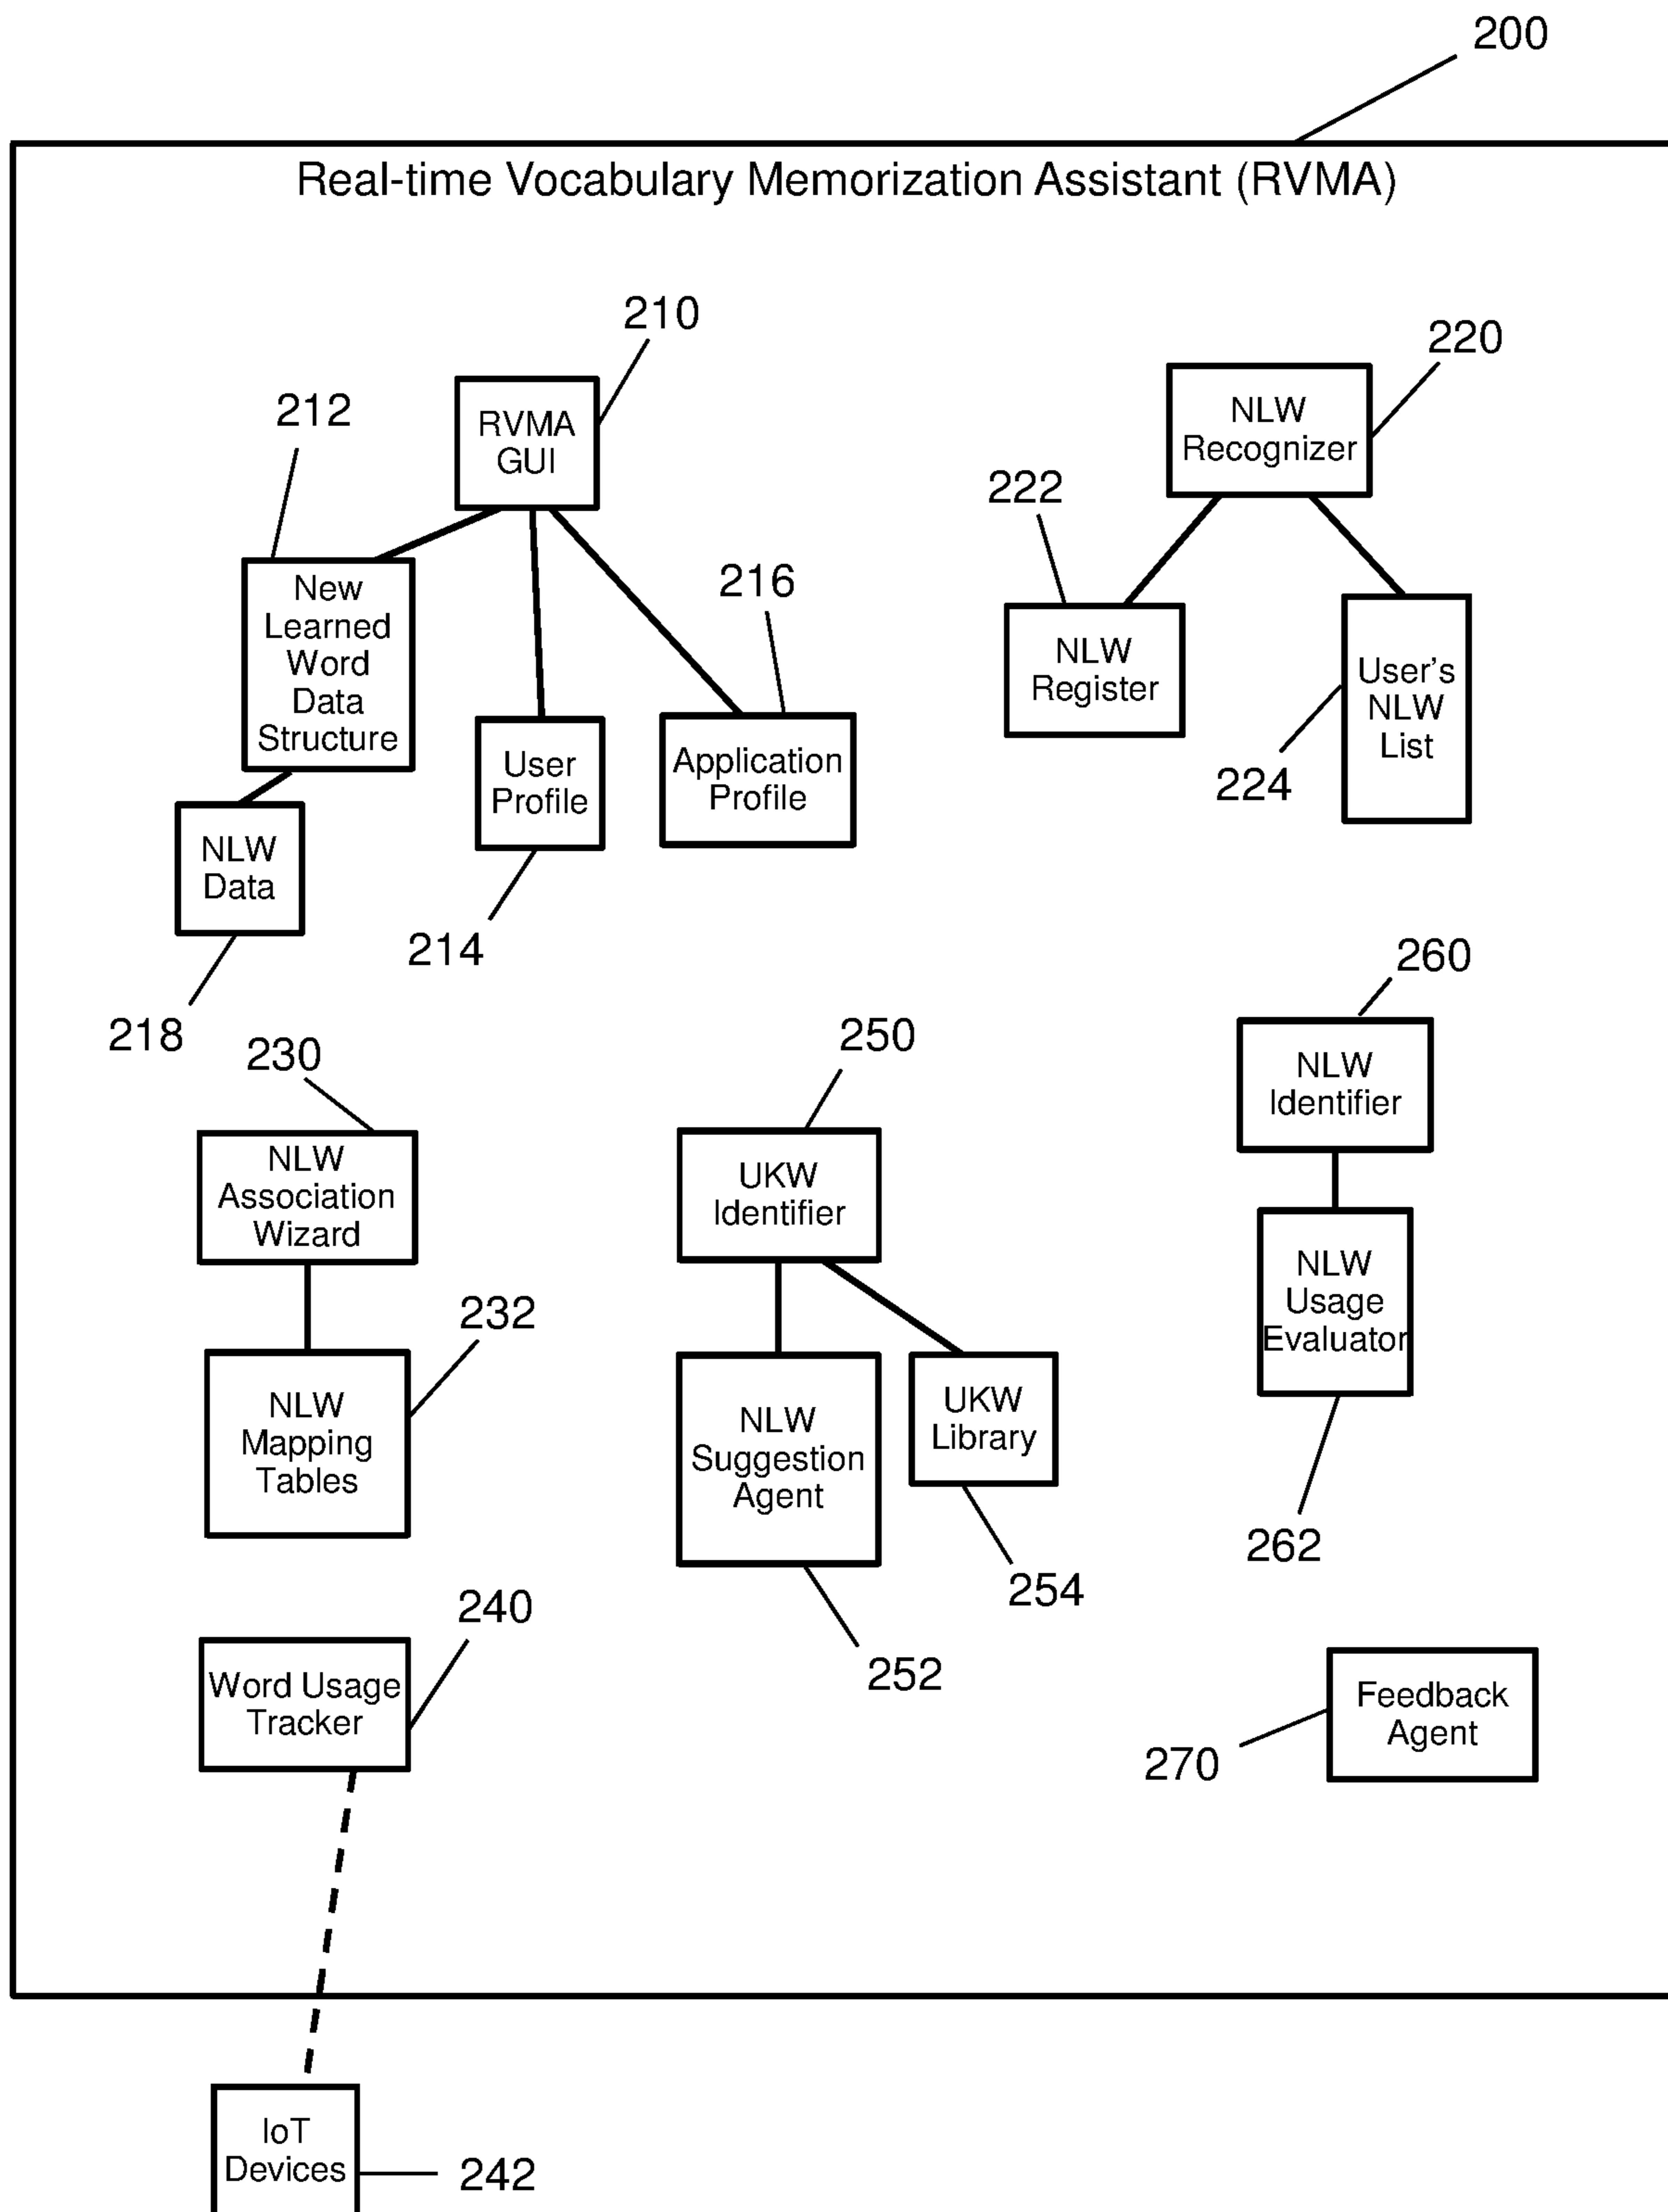 200
Real-time Vocabulary Memorization Assistant (RVMA)
210
RVMA
GUI
212
New
Learned
Word
Data
Structure
216
User
Profile
Application
Profile
NLW
Data
214
218
220
NLW
Recognizer
222
NLW
Register
User's
NLW
List
224
230
NLW
Association
Wizard
232
NLW
Mapping
Tables
250
UKW
Identifier
NLW
Suggestion
Agent
UKW
Library
254
252
260
NLW
Identifier
NLW
Usage
Evaluator
262
240
Word Usage
Tracker
270
Feedback
Agent
IoT
Devices
242